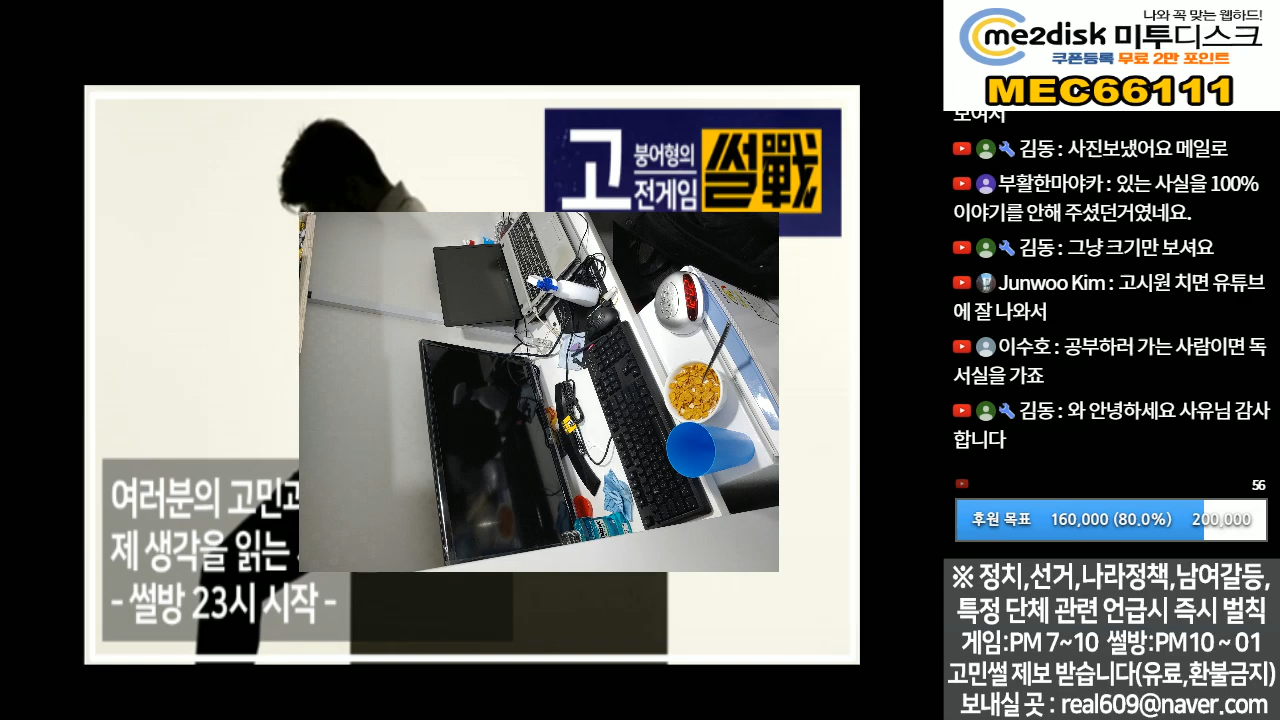 나와 꼭 맞는 웹하드!
me2disk 미투디스크
쿠폰등록 무료 2만 포인트
MEC66111
보여서
김동 : 사진보냈어요 메일로
부활한마야카 : 있는 사실을 100%
이야기를 안해 주셨던거였네요.
김동 : 그냥 크기만 보셔요
Junwoo Kim : 고시원 치면 유튜브
에 잘 나와서
이수호 : 공부하러 가는 사람이면 독
서실을 가죠
김동 : 와 안녕하세요 사유님 감사
합니다
56
후원 목표 160,000 (80.0%) 200,000
※ 정치,선거,나라정책,남여갈등,
특정 단체 관련 언급시 즉시 벌칙
게임:PM 7~10 썰방:PM10 ~ 01
고민썰 제보 받습니다(유료,환불금지)
보내실 곳 : real609@naver.com
고 붕어형의 전게임 썰戰
여러분의 고민과
제 생각을 읽는
- 썰방 23시 시작 -